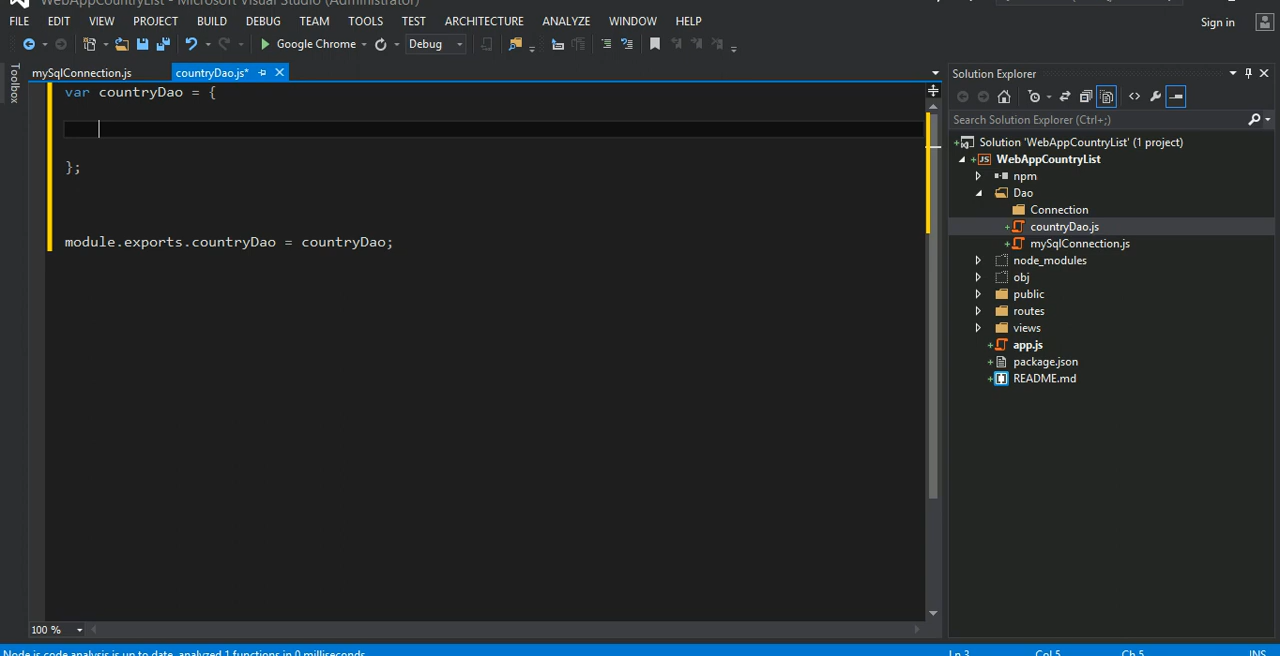 WebAppCountryList - Microsoft Visual Studio (Administrator)
FILE EDIT VIEW PROJECT BUILD DEBUG TEAM TOOLS TEST ARCHITECTURE ANALYZE WINDOW HELP
Sign in
Google Chrome Debug
Toolbox
mySqlConnection.js countryDao.js*
var countryDao = {
};
module.exports.countryDao = countryDao;
100 %
Solution Explorer
Search Solution Explorer (Ctrl+;)
Solution 'WebAppCountryList' (1 project)
JS WebAppCountryList
npm
Dao
Connection
countryDao.js
mySqlConnection.js
node_modules
obj
public
routes
views
app.js
package.json
README.md
Node.js code analysis is up to date, analyzed 1 functions in 0 milliseconds.
Ln 3 Col 5 Ch 5 INS